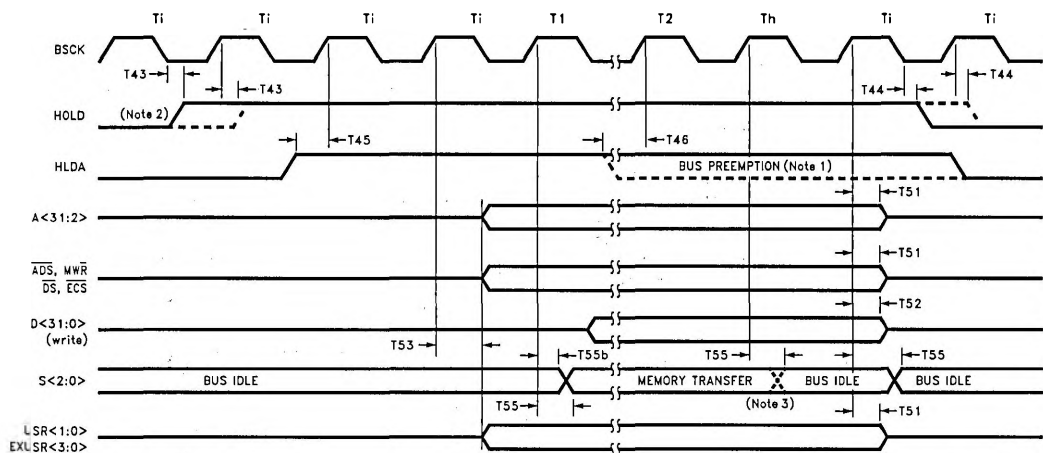 Ti Ti Ti Ti T1 T2 Th Ti Ti
BSCK
T43 T43 T44 T44
HOLD (Note 2)
T45 T46
HLDA BUS PREEMPTION (Note 1)
T51
A<31:2>
T51
ADS, MWR
DS, ECS
T52
D<31:0>
(write)
T53 T55b T55 T55
S<2:0> BUS IDLE MEMORY TRANSFER BUS IDLE BUS IDLE
(Note 3)
T55 T51
USR<1:0>
EXUSR<3:0>